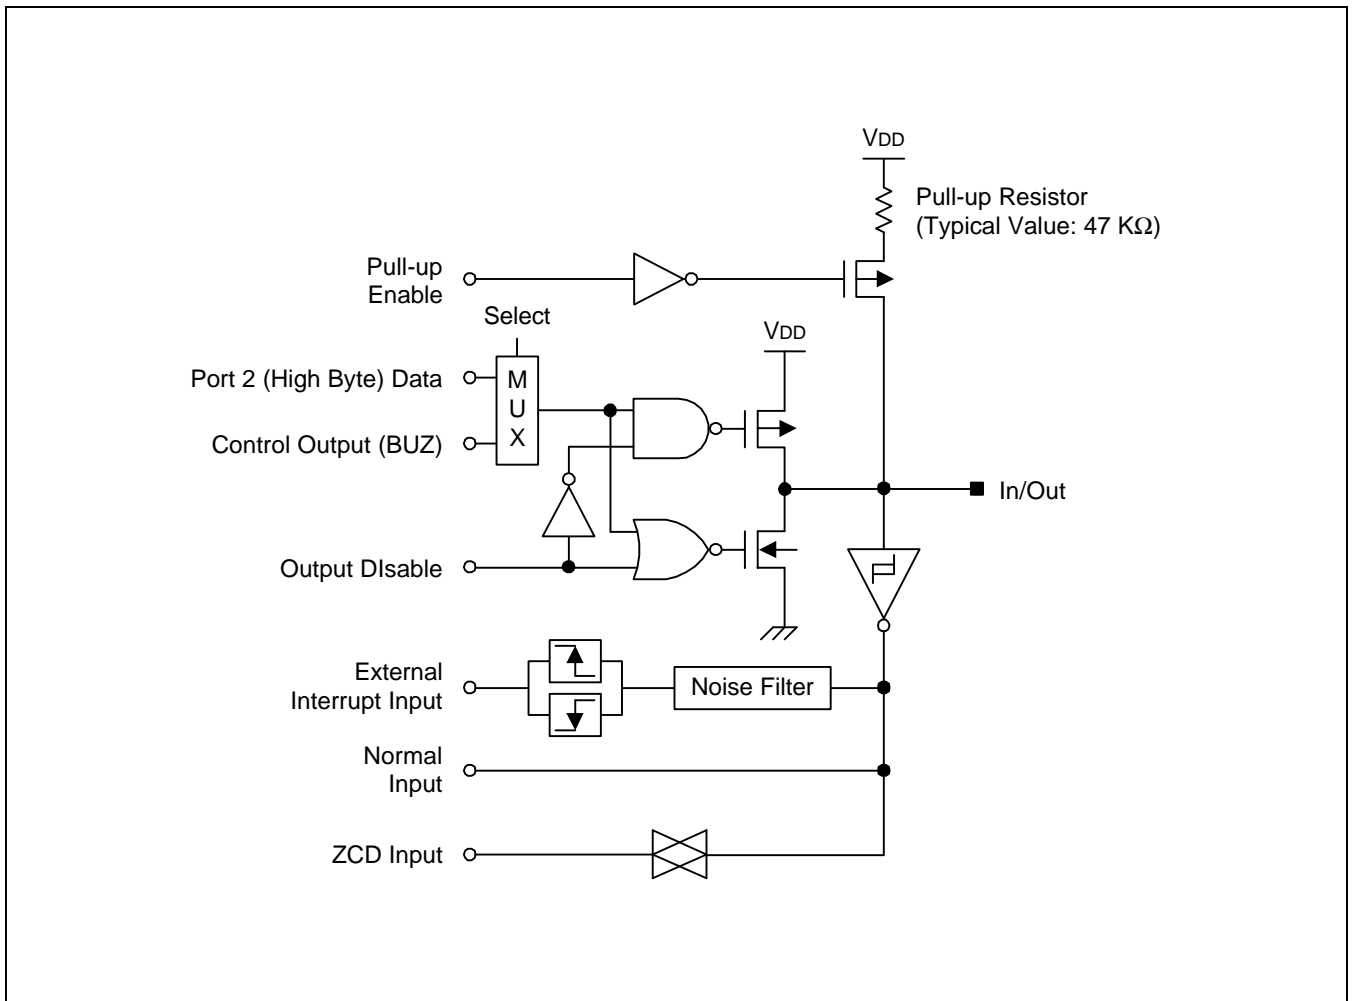 VDD
Pull-up Resistor
(Typical Value: 47 KΩ)
Pull-up
Enable
Select
VDD
Port 2 (High Byte) Data
M
U
X
Control Output (BUZ)
In/Out
Output DIsable
External
Interrupt Input
Noise Filter
Normal
Input
ZCD Input